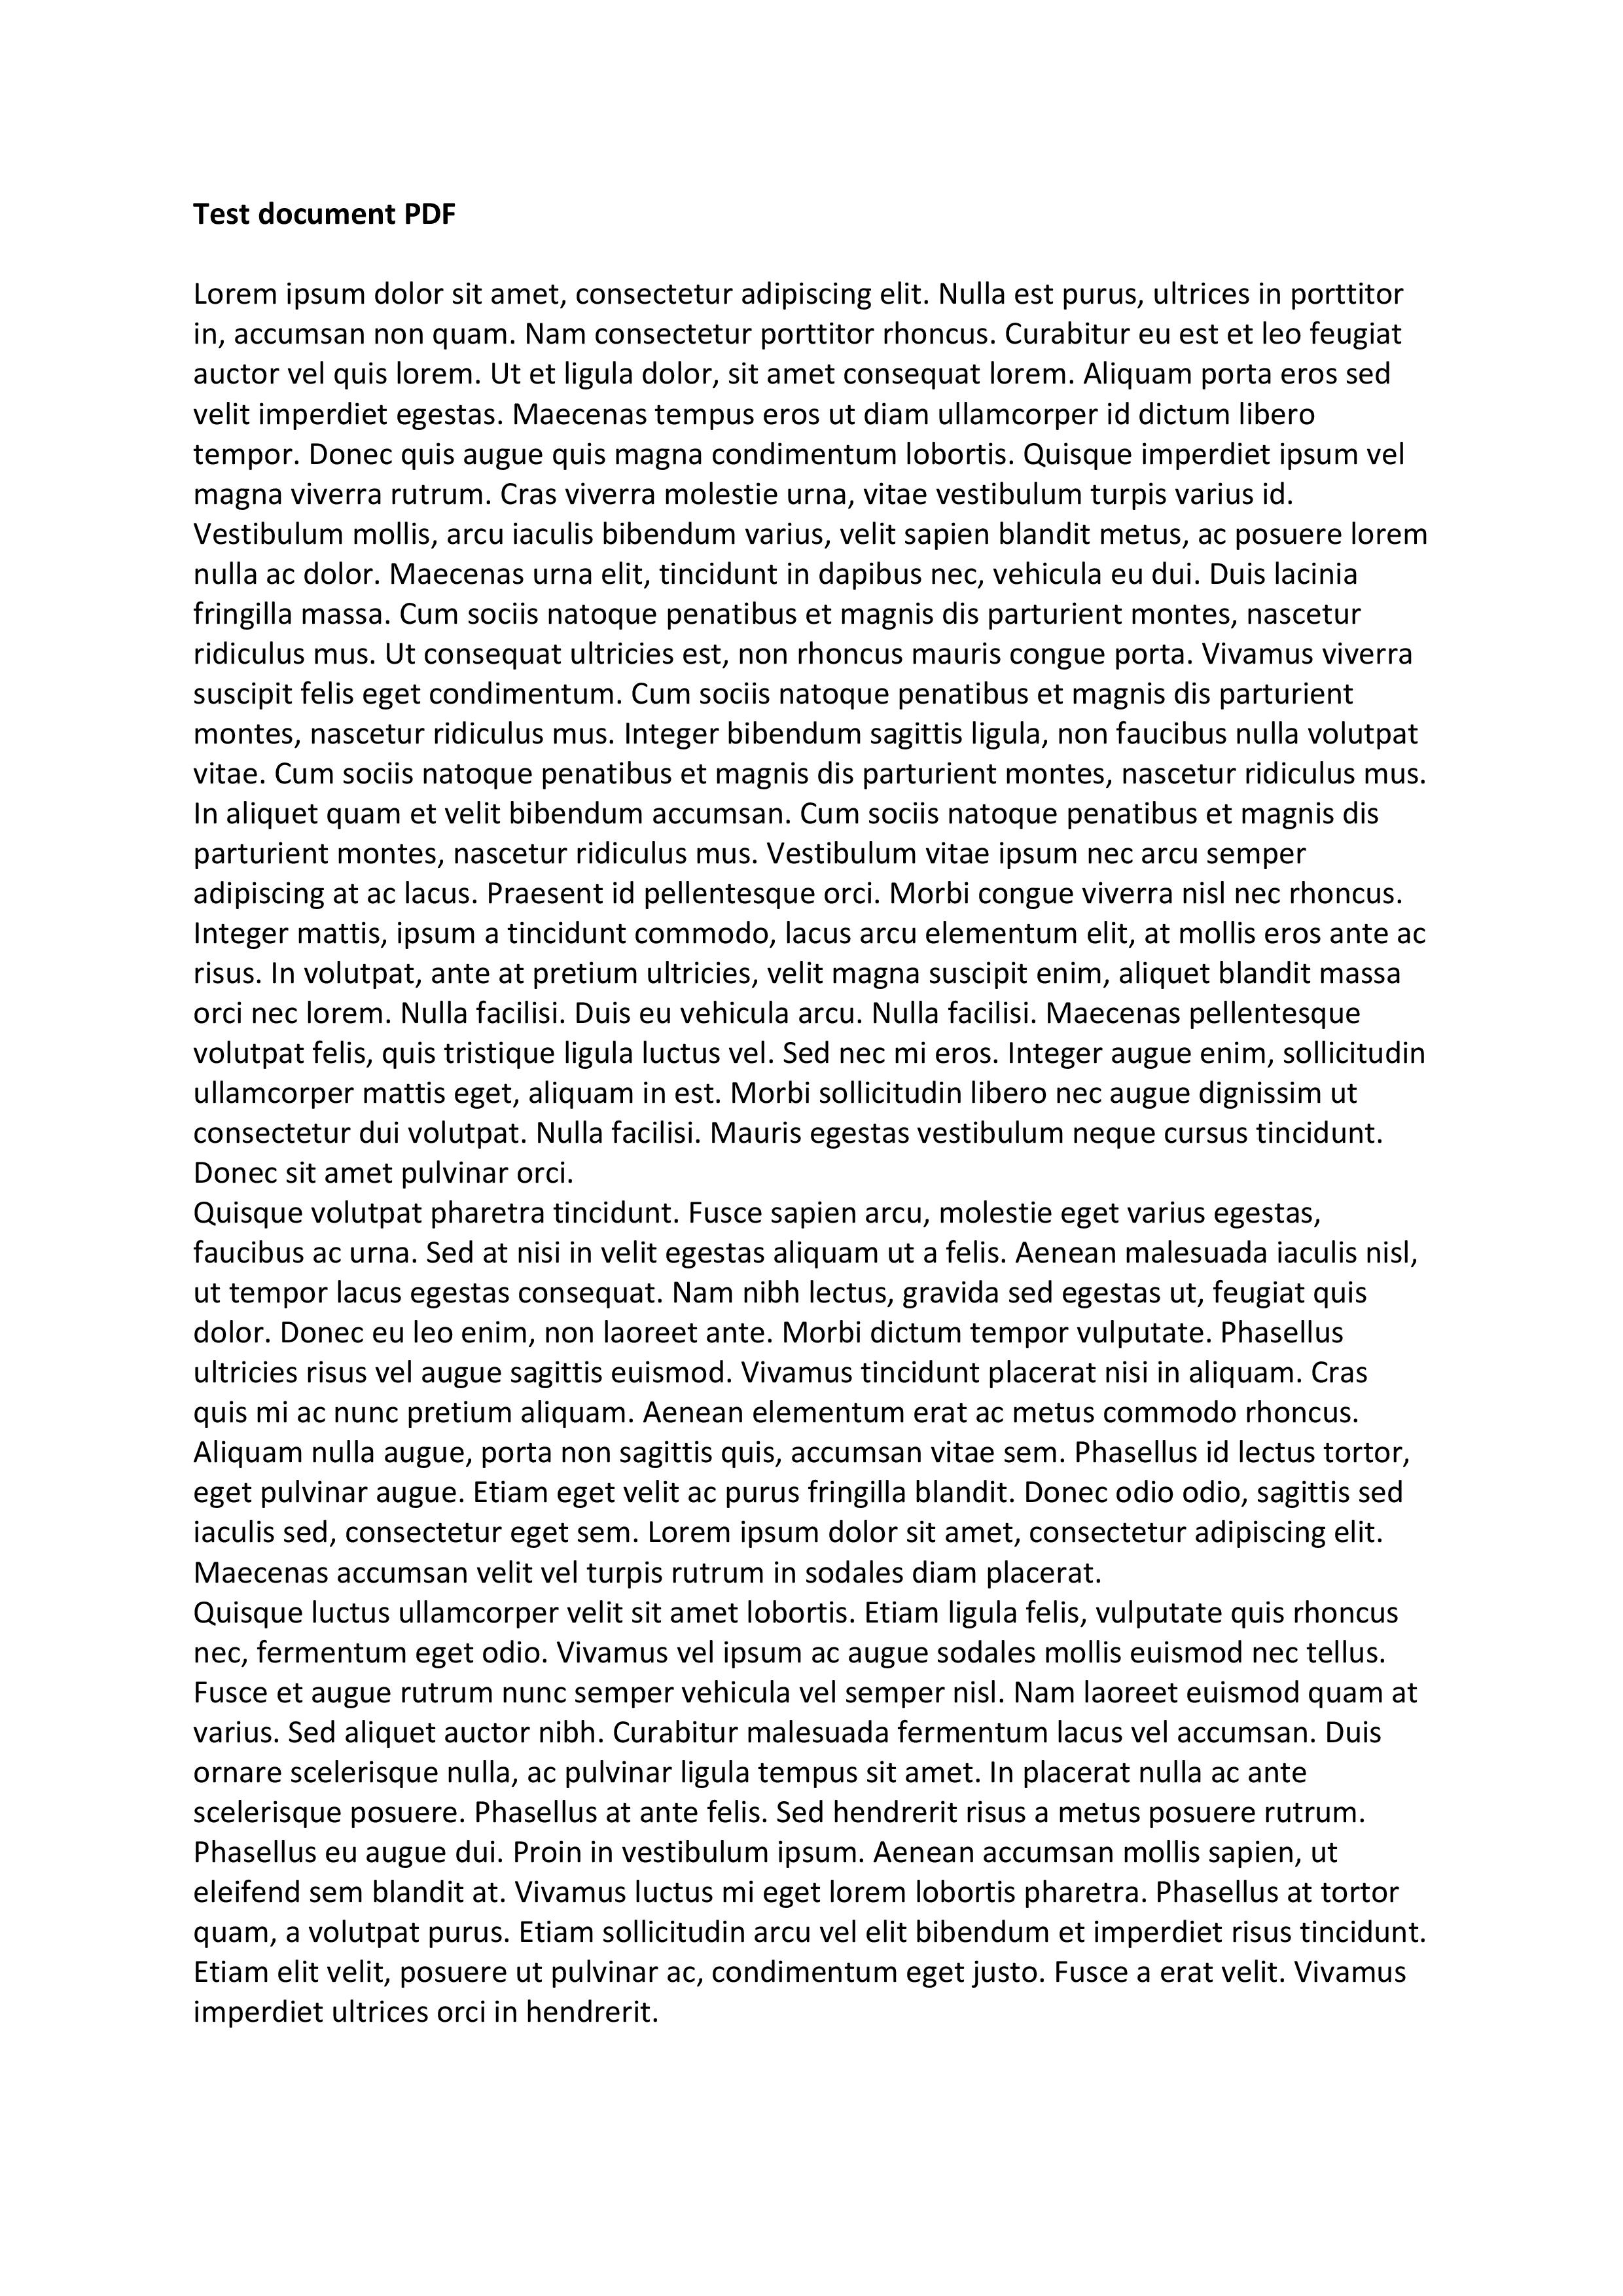 Test document PDF
Lorem ipsum dolor sit amet, consectetur adipiscing elit. Nulla est purus, ultrices in porttitor
in, accumsan non quam. Nam consectetur porttitor rhoncus. Curabitur eu est et leo feugiat
auctor vel quis lorem. Ut et ligula dolor, sit amet consequat lorem. Aliquam porta eros sed
velit imperdiet egestas. Maecenas tempus eros ut diam ullamcorper id dictum libero
tempor. Donec quis augue quis magna condimentum lobortis. Quisque imperdiet ipsum vel
magna viverra rutrum. Cras viverra molestie urna, vitae vestibulum turpis varius id.
Vestibulum mollis, arcu iaculis bibendum varius, velit sapien blandit metus, ac posuere lorem
nulla ac dolor. Maecenas urna elit, tincidunt in dapibus nec, vehicula eu dui. Duis lacinia
fringilla massa. Cum sociis natoque penatibus et magnis dis parturient montes, nascetur
ridiculus mus. Ut consequat ultricies est, non rhoncus mauris congue porta. Vivamus viverra
suscipit felis eget condimentum. Cum sociis natoque penatibus et magnis dis parturient
montes, nascetur ridiculus mus. Integer bibendum sagittis ligula, non faucibus nulla volutpat
vitae. Cum sociis natoque penatibus et magnis dis parturient montes, nascetur ridiculus mus.
In aliquet quam et velit bibendum accumsan. Cum sociis natoque penatibus et magnis dis
parturient montes, nascetur ridiculus mus. Vestibulum vitae ipsum nec arcu semper
adipiscing at ac lacus. Praesent id pellentesque orci. Morbi congue viverra nisl nec rhoncus.
Integer mattis, ipsum a tincidunt commodo, lacus arcu elementum elit, at mollis eros ante ac
risus. In volutpat, ante at pretium ultricies, velit magna suscipit enim, aliquet blandit massa
orci nec lorem. Nulla facilisi. Duis eu vehicula arcu. Nulla facilisi. Maecenas pellentesque
volutpat felis, quis tristique ligula luctus vel. Sed nec mi eros. Integer augue enim, sollicitudin
ullamcorper mattis eget, aliquam in est. Morbi sollicitudin libero nec augue dignissim ut
consectetur dui volutpat. Nulla facilisi. Mauris egestas vestibulum neque cursus tincidunt.
Donec sit amet pulvinar orci.
Quisque volutpat pharetra tincidunt. Fusce sapien arcu, molestie eget varius egestas,
faucibus ac urna. Sed at nisi in velit egestas aliquam ut a felis. Aenean malesuada iaculis nisl,
ut tempor lacus egestas consequat. Nam nibh lectus, gravida sed egestas ut, feugiat quis
dolor. Donec eu leo enim, non laoreet ante. Morbi dictum tempor vulputate. Phasellus
ultricies risus vel augue sagittis euismod. Vivamus tincidunt placerat nisi in aliquam. Cras
quis mi ac nunc pretium aliquam. Aenean elementum erat ac metus commodo rhoncus.
Aliquam nulla augue, porta non sagittis quis, accumsan vitae sem. Phasellus id lectus tortor,
eget pulvinar augue. Etiam eget velit ac purus fringilla blandit. Donec odio odio, sagittis sed
iaculis sed, consectetur eget sem. Lorem ipsum dolor sit amet, consectetur adipiscing elit.
Maecenas accumsan velit vel turpis rutrum in sodales diam placerat.
Quisque luctus ullamcorper velit sit amet lobortis. Etiam ligula felis, vulputate quis rhoncus
nec, fermentum eget odio. Vivamus vel ipsum ac augue sodales mollis euismod nec tellus.
Fusce et augue rutrum nunc semper vehicula vel semper nisl. Nam laoreet euismod quam at
varius. Sed aliquet auctor nibh. Curabitur malesuada fermentum lacus vel accumsan. Duis
ornare scelerisque nulla, ac pulvinar ligula tempus sit amet. In placerat nulla ac ante
scelerisque posuere. Phasellus at ante felis. Sed hendrerit risus a metus posuere rutrum.
Phasellus eu augue dui. Proin in vestibulum ipsum. Aenean accumsan mollis sapien, ut
eleifend sem blandit at. Vivamus luctus mi eget lorem lobortis pharetra. Phasellus at tortor
quam, a volutpat purus. Etiam sollicitudin arcu vel elit bibendum et imperdiet risus tincidunt.
Etiam elit velit, posuere ut pulvinar ac, condimentum eget justo. Fusce a erat velit. Vivamus
imperdiet ultrices orci in hendrerit.